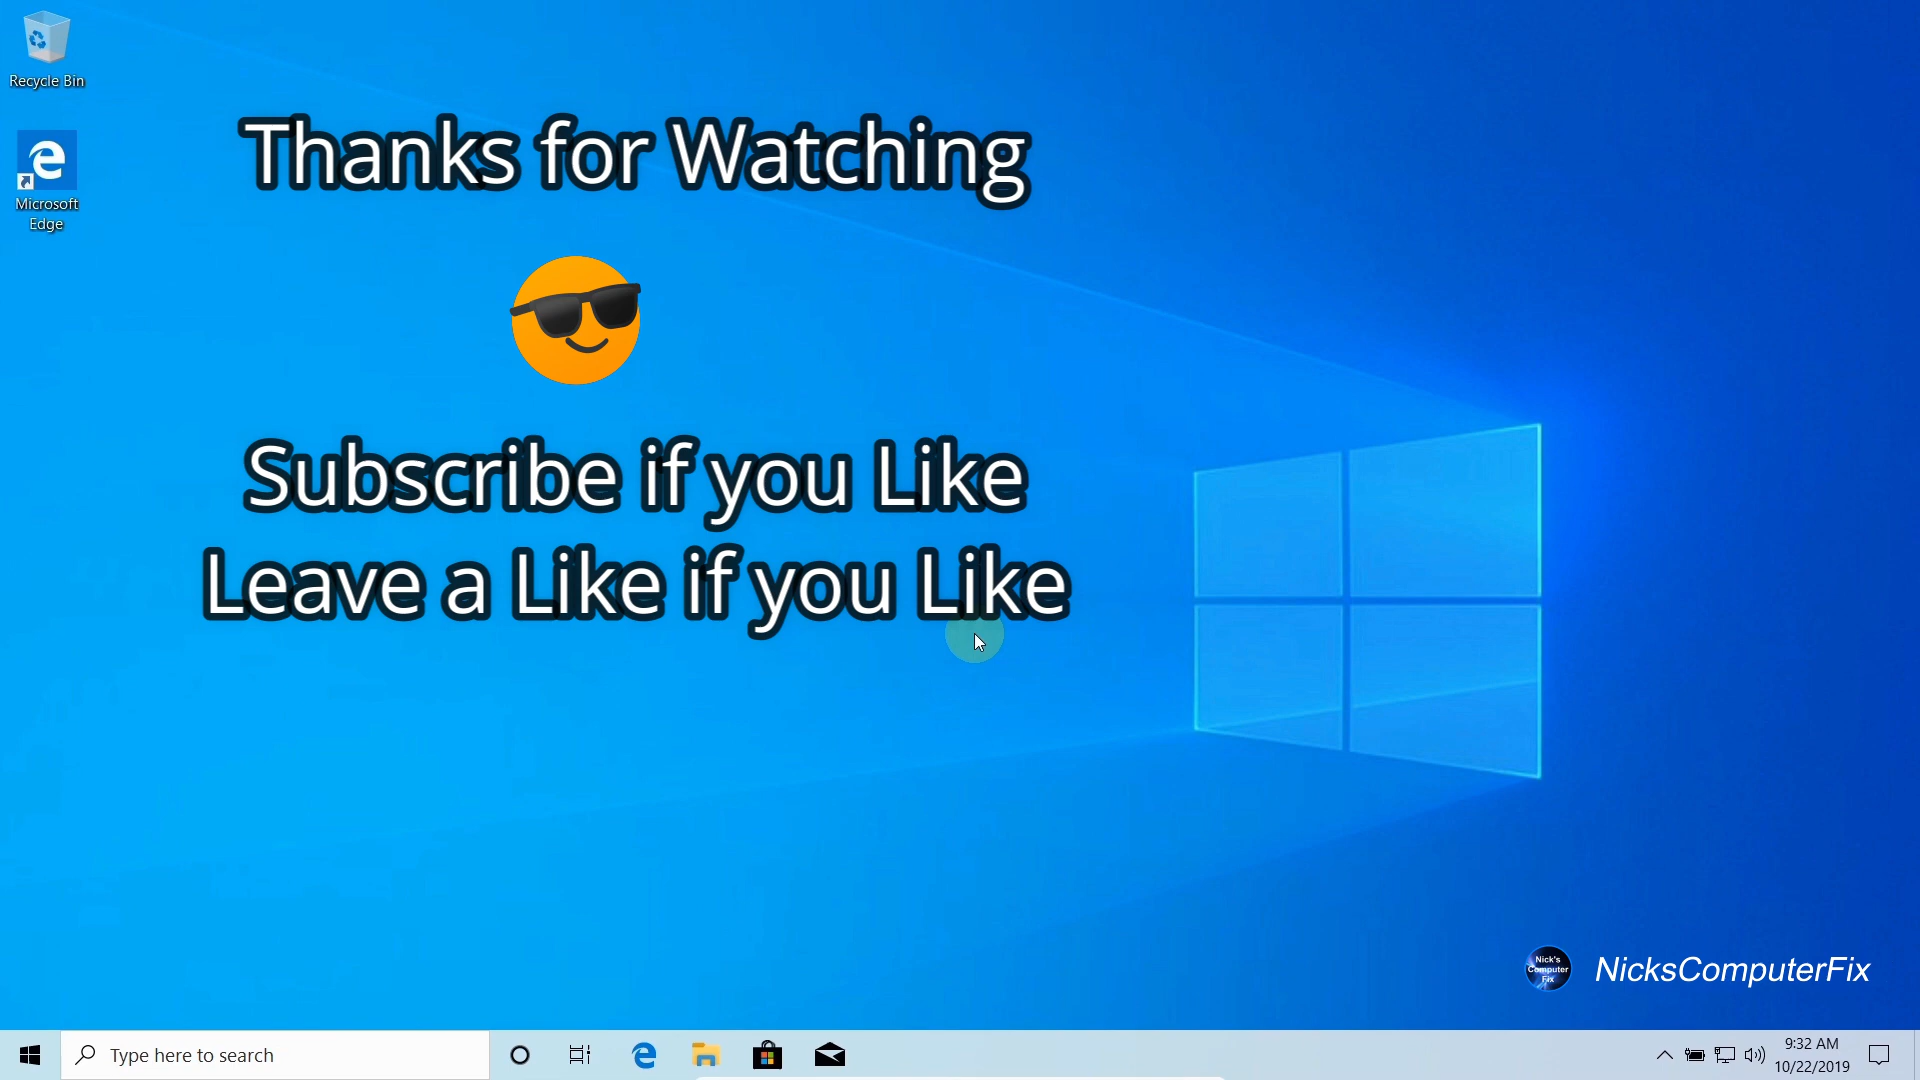 Recycle Bin
Microsoft
Edge
Thanks for Watching
Subscribe if you Like
Leave a Like if you Like
Nick's
Computer
Fix
NicksComputerFix
Type here to search
9:32 AM
10/22/2019